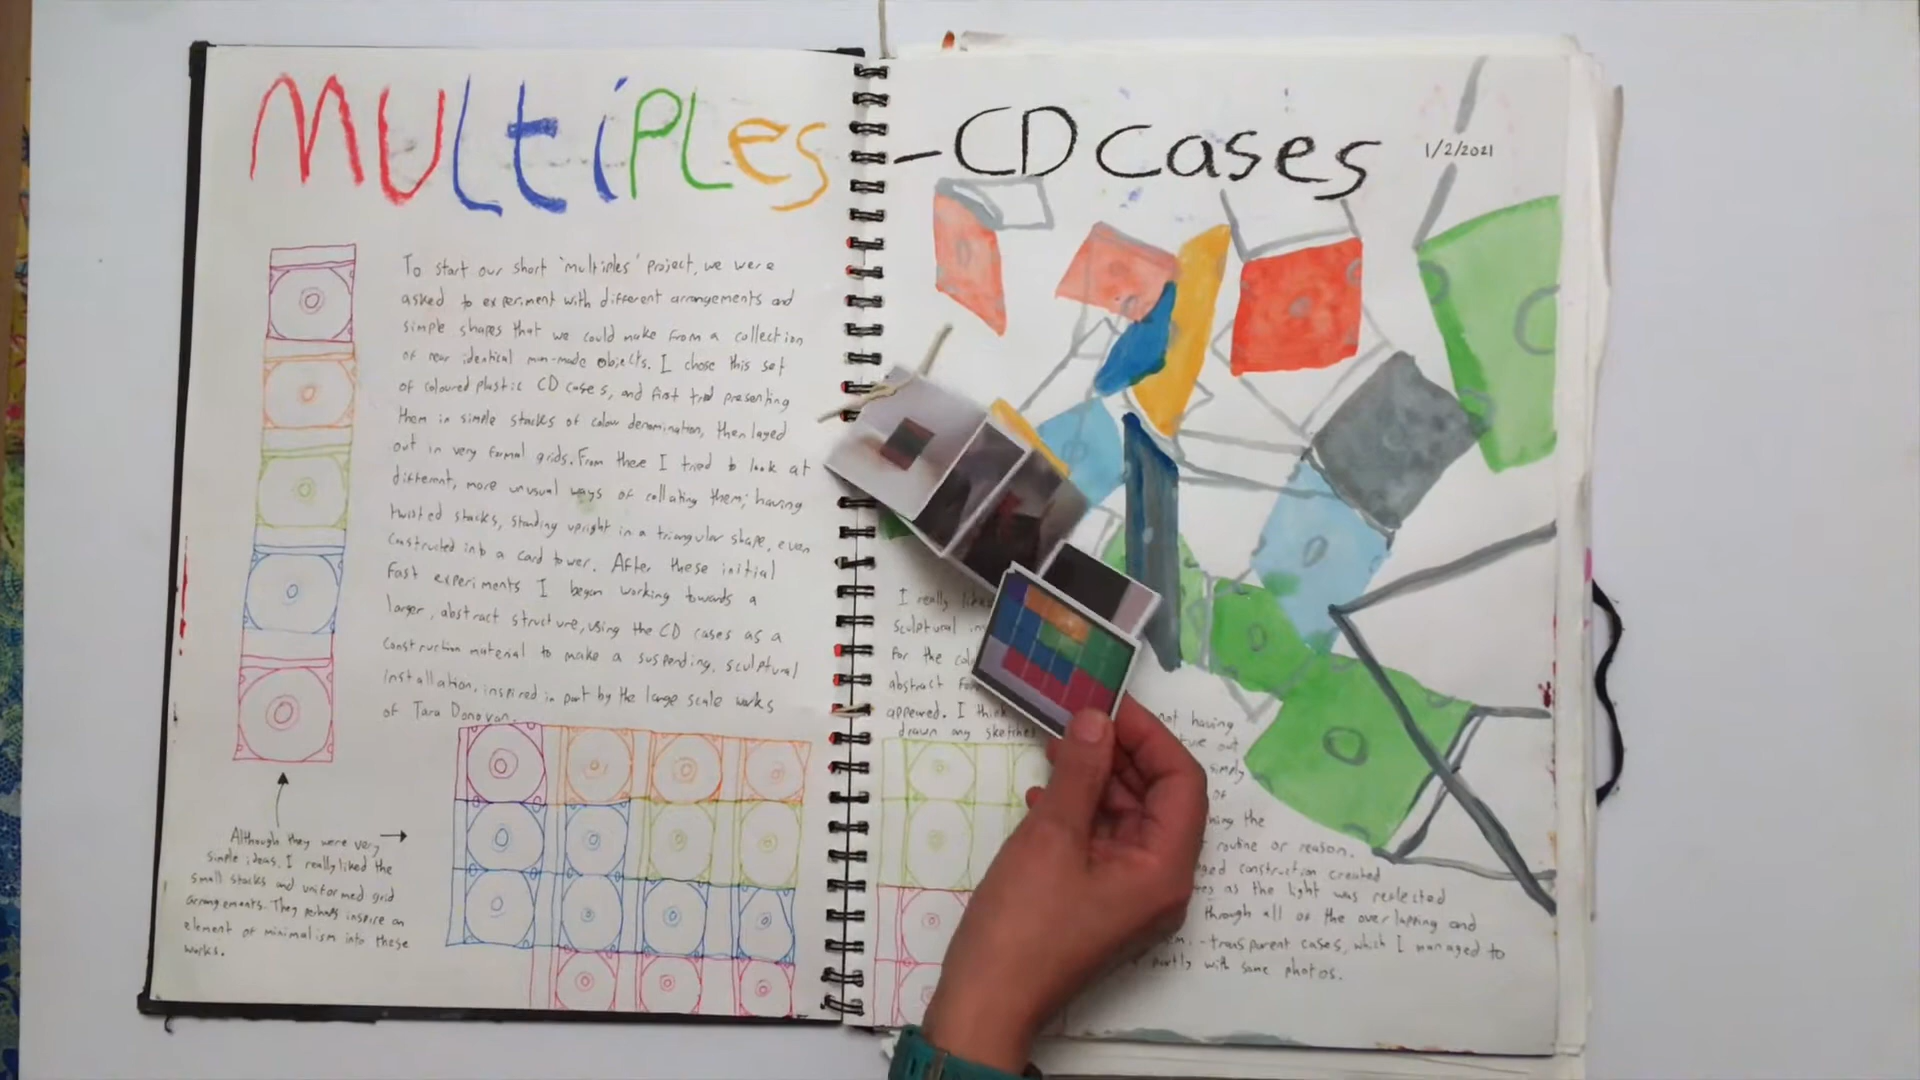 Multiples - CD cases
1/2/2021
To start our short 'multiples' project, we were
asked to experiment with different arrangements and
simple shapes that we could make from a collection
of near identical man-made objects. I chose this set
of coloured plastic CD cases, and first tried presenting
them in simple stacks of colour denomination, then layed
out in very formal grids. From there I tried to look at
different, more unusual ways of collating them; having
twisted stacks, standing upright in a triangular shape, even
constructed into a card tower. After these initial
fast experiments I began working towards a
larger, abstract structure, using the CD cases as a
construction material to make a suspending, sculptural
installation, inspired in part by the large scale works
of Tara Donovan.
Although they were very
simple ideas, I really liked the
small stacks and uniformed grid
arrangements. They perhaps inspire an
element of minimalism into these
works.
I really
sculptural
For the
abstract
appeared. I think
drawn any sketches
not having
out
simply
of
the
routine or reason.
construction created
as the light was reflected
through all of the overlapping and
-transparent cases, which I managed to
partly with some photos.